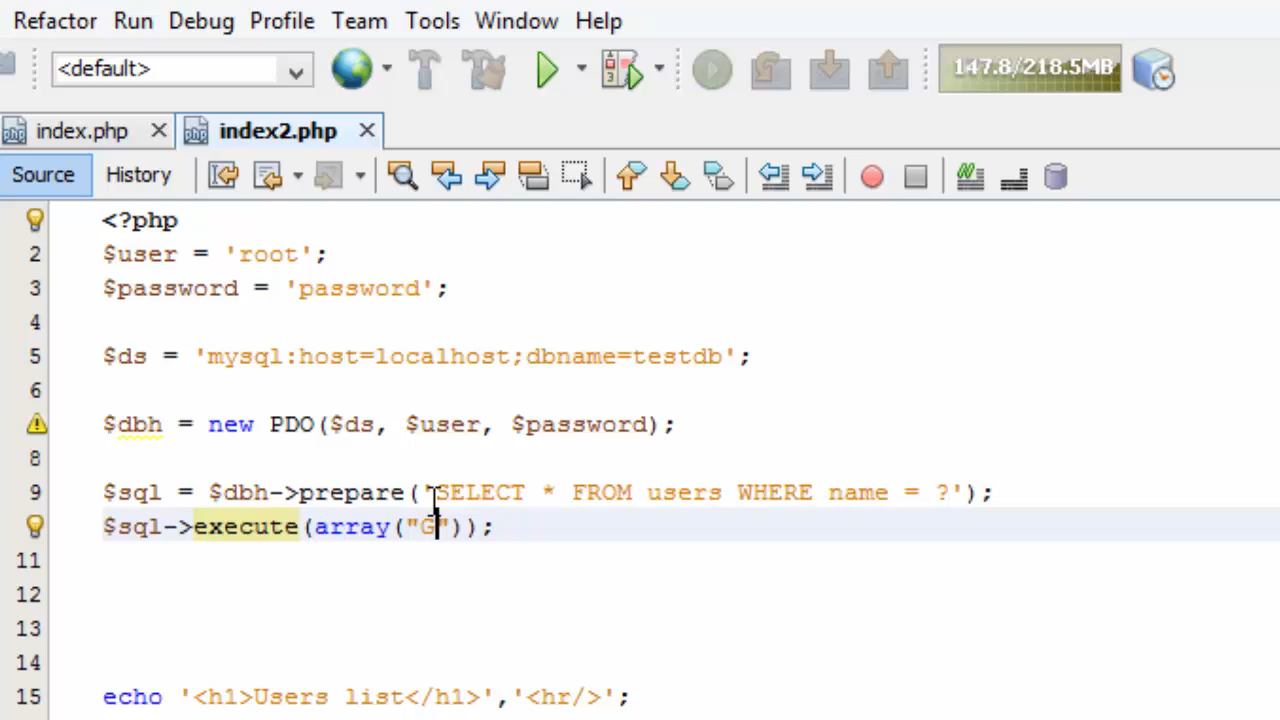 Refactor Run Debug Profile Team Tools Window Help
<default> 147.8/218.5MB
index.php index2.php
Source History
<?php
2 $user = 'root';
3 $password = 'password';
4
5 $ds = 'mysql:host=localhost;dbname=testdb';
6
$dbh = new PDO($ds, $user, $password);
8
9 $sql = $dbh->prepare('SELECT * FROM users WHERE name = ?');
$sql->execute(array("G"));
11
12
13
14
15 echo '<h1>Users list</h1>','<hr/>';